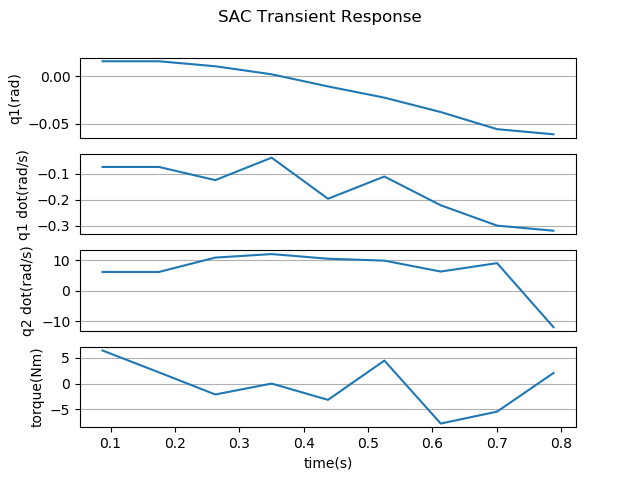 SAC Transient Response
q1(rad)
0.00
−0.05
q1 dot(rad/s)
−0.1
−0.2
−0.3
q2 dot(rad/s)
10
0
−10
torque(Nm)
5
0
−5
0.1 0.2 0.3 0.4 0.5 0.6 0.7 0.8
time(s)